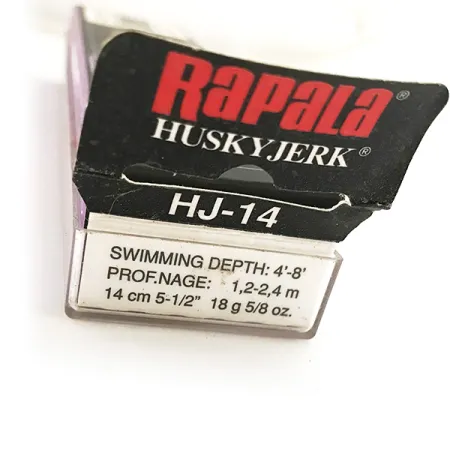 RAPALA®
HUSKYJERK®
HJ-14
SWIMMING DEPTH: 4'-8'
PROF.NAGE: 1,2-2,4 m
14 cm 5-1/2" 18 g 5/8 oz.